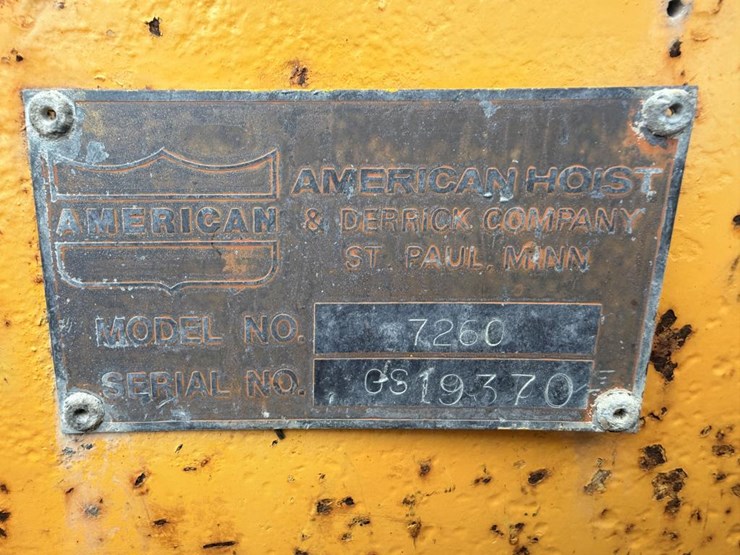 AMERICAN
AMERICAN HOIST
& DERRICK COMPANY
ST. PAUL, MINN
MODEL NO. 7260
SERIAL NO. GS19370